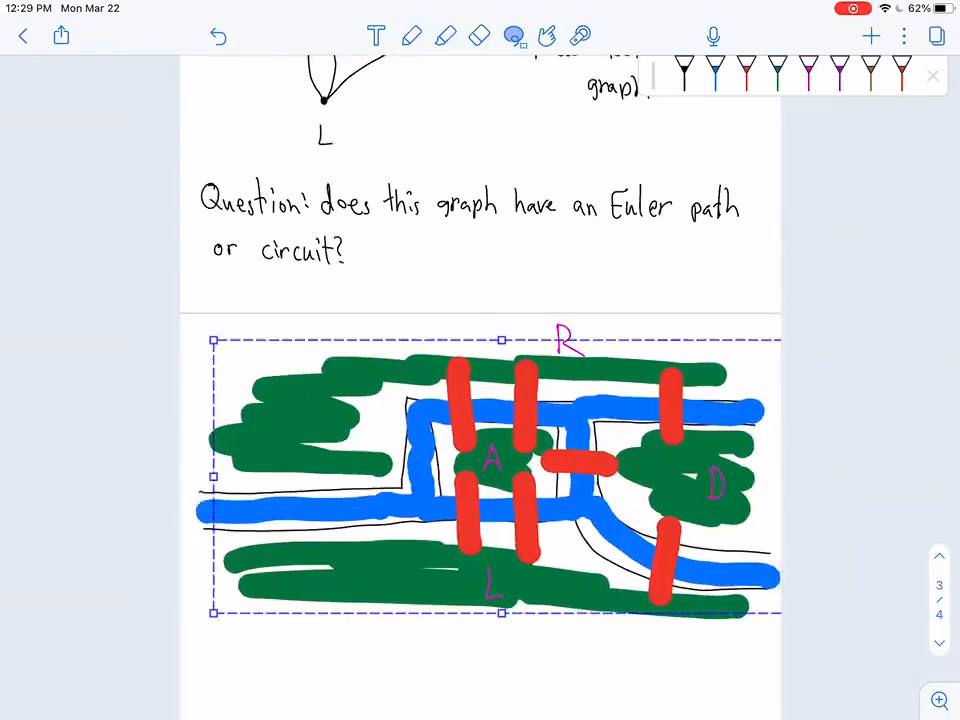 12:29 PM Mon Mar 22
62%
graph.
L
Question: does this graph have an Euler path
or circuit?
R
A
D
L
3
/
4